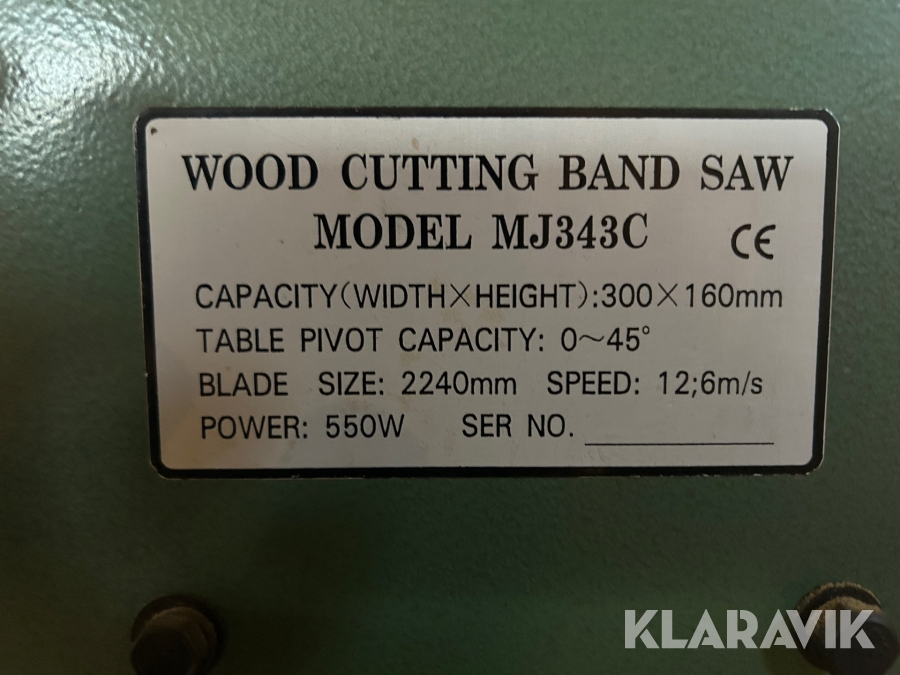 WOOD CUTTING BAND SAW
MODEL MJ343C CE
CAPACITY(WIDTH×HEIGHT):300×160mm
TABLE PIVOT CAPACITY: 0~45°
BLADE SIZE: 2240mm SPEED: 12;6m/s
POWER: 550W SER NO.
KLARAVIK